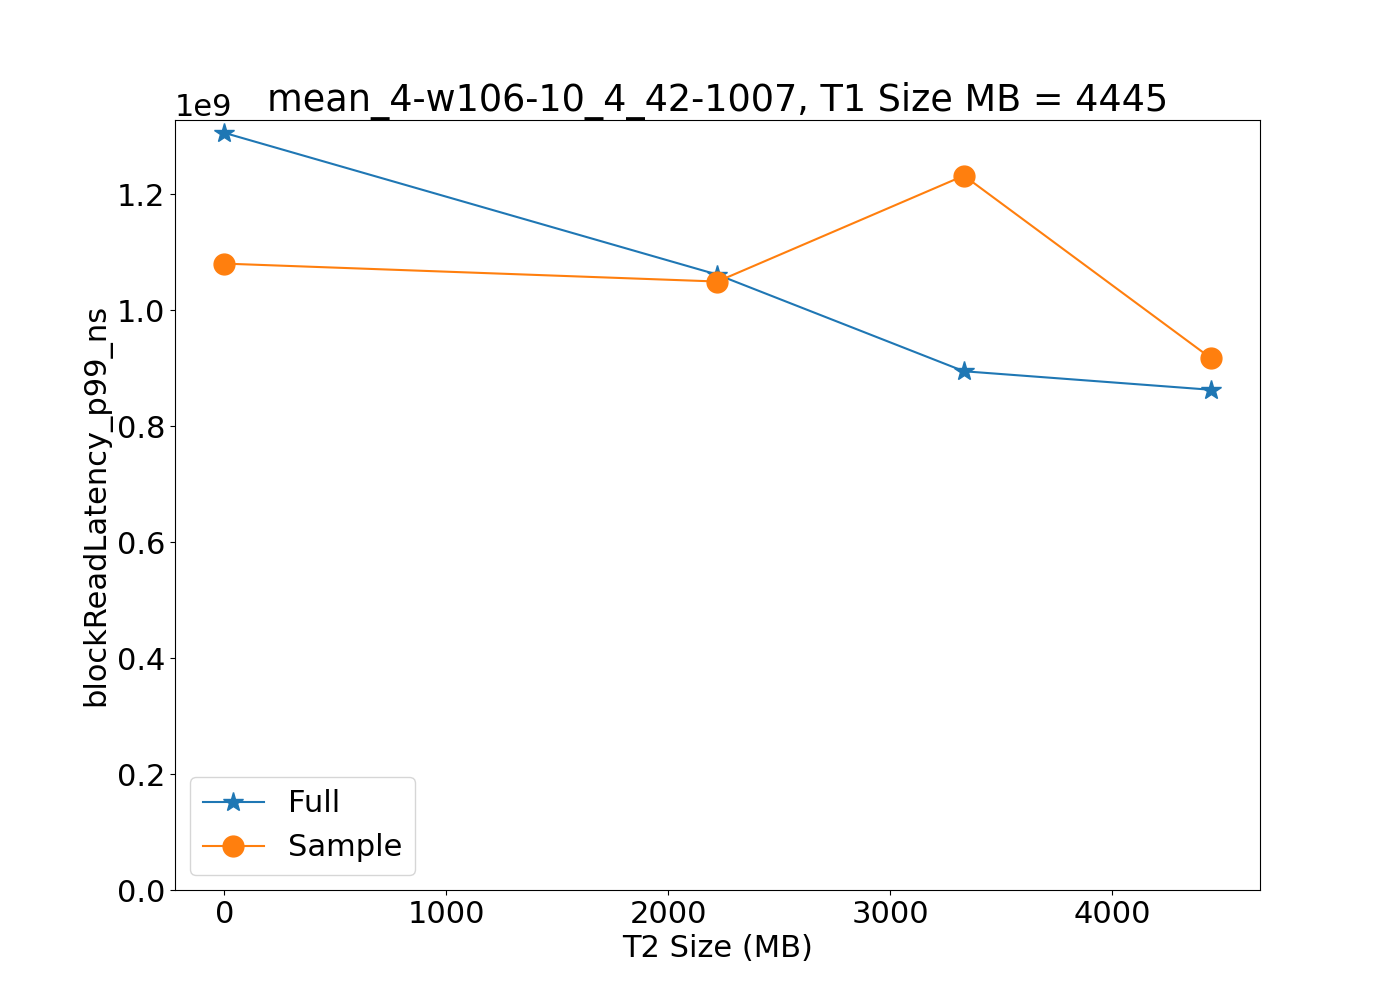 1e9
mean_4-w106-10_4_42-1007, T1 Size MB = 4445
blockReadLatency_p99_ns
1.2
1.0
0.8
0.6
0.4
0.2
0.0
Full
Sample
0 1000 2000 3000 4000
T2 Size (MB)